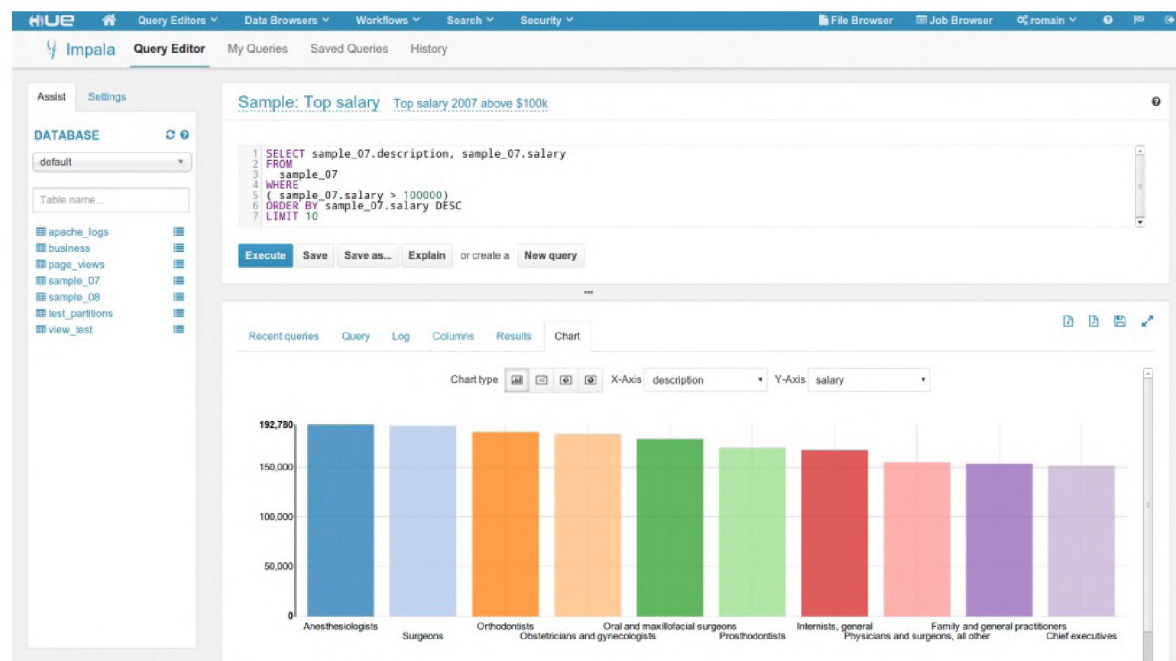 HUE Query Editors Data Browsers Workflows Search Security File Browser Job Browser romain
Impala Query Editor My Queries Saved Queries History
Assist Settings
DATABASE
default
Table name...
apache_logs
business
page_views
sample_07
sample_08
test_partitions
view_test
Sample: Top salary Top salary 2007 above $100k
1 SELECT sample_07.description, sample_07.salary
2 FROM
3 sample_07
4 WHERE
5 ( sample_07.salary > 100000)
6 ORDER BY sample_07.salary DESC
7 LIMIT 10
Execute Save Save as... Explain or create a New query
Recent queries Query Log Columns Results Chart
Chart type X-Axis description Y-Axis salary
192,780
150,000
100,000
50,000
0
Anesthesiologists Orthodontists Oral and maxillofacial surgeons Internists, general Family and general practitioners
Surgeons Obstetricians and gynecologists Prosthodontists Physicians and surgeons, all other Chief executives